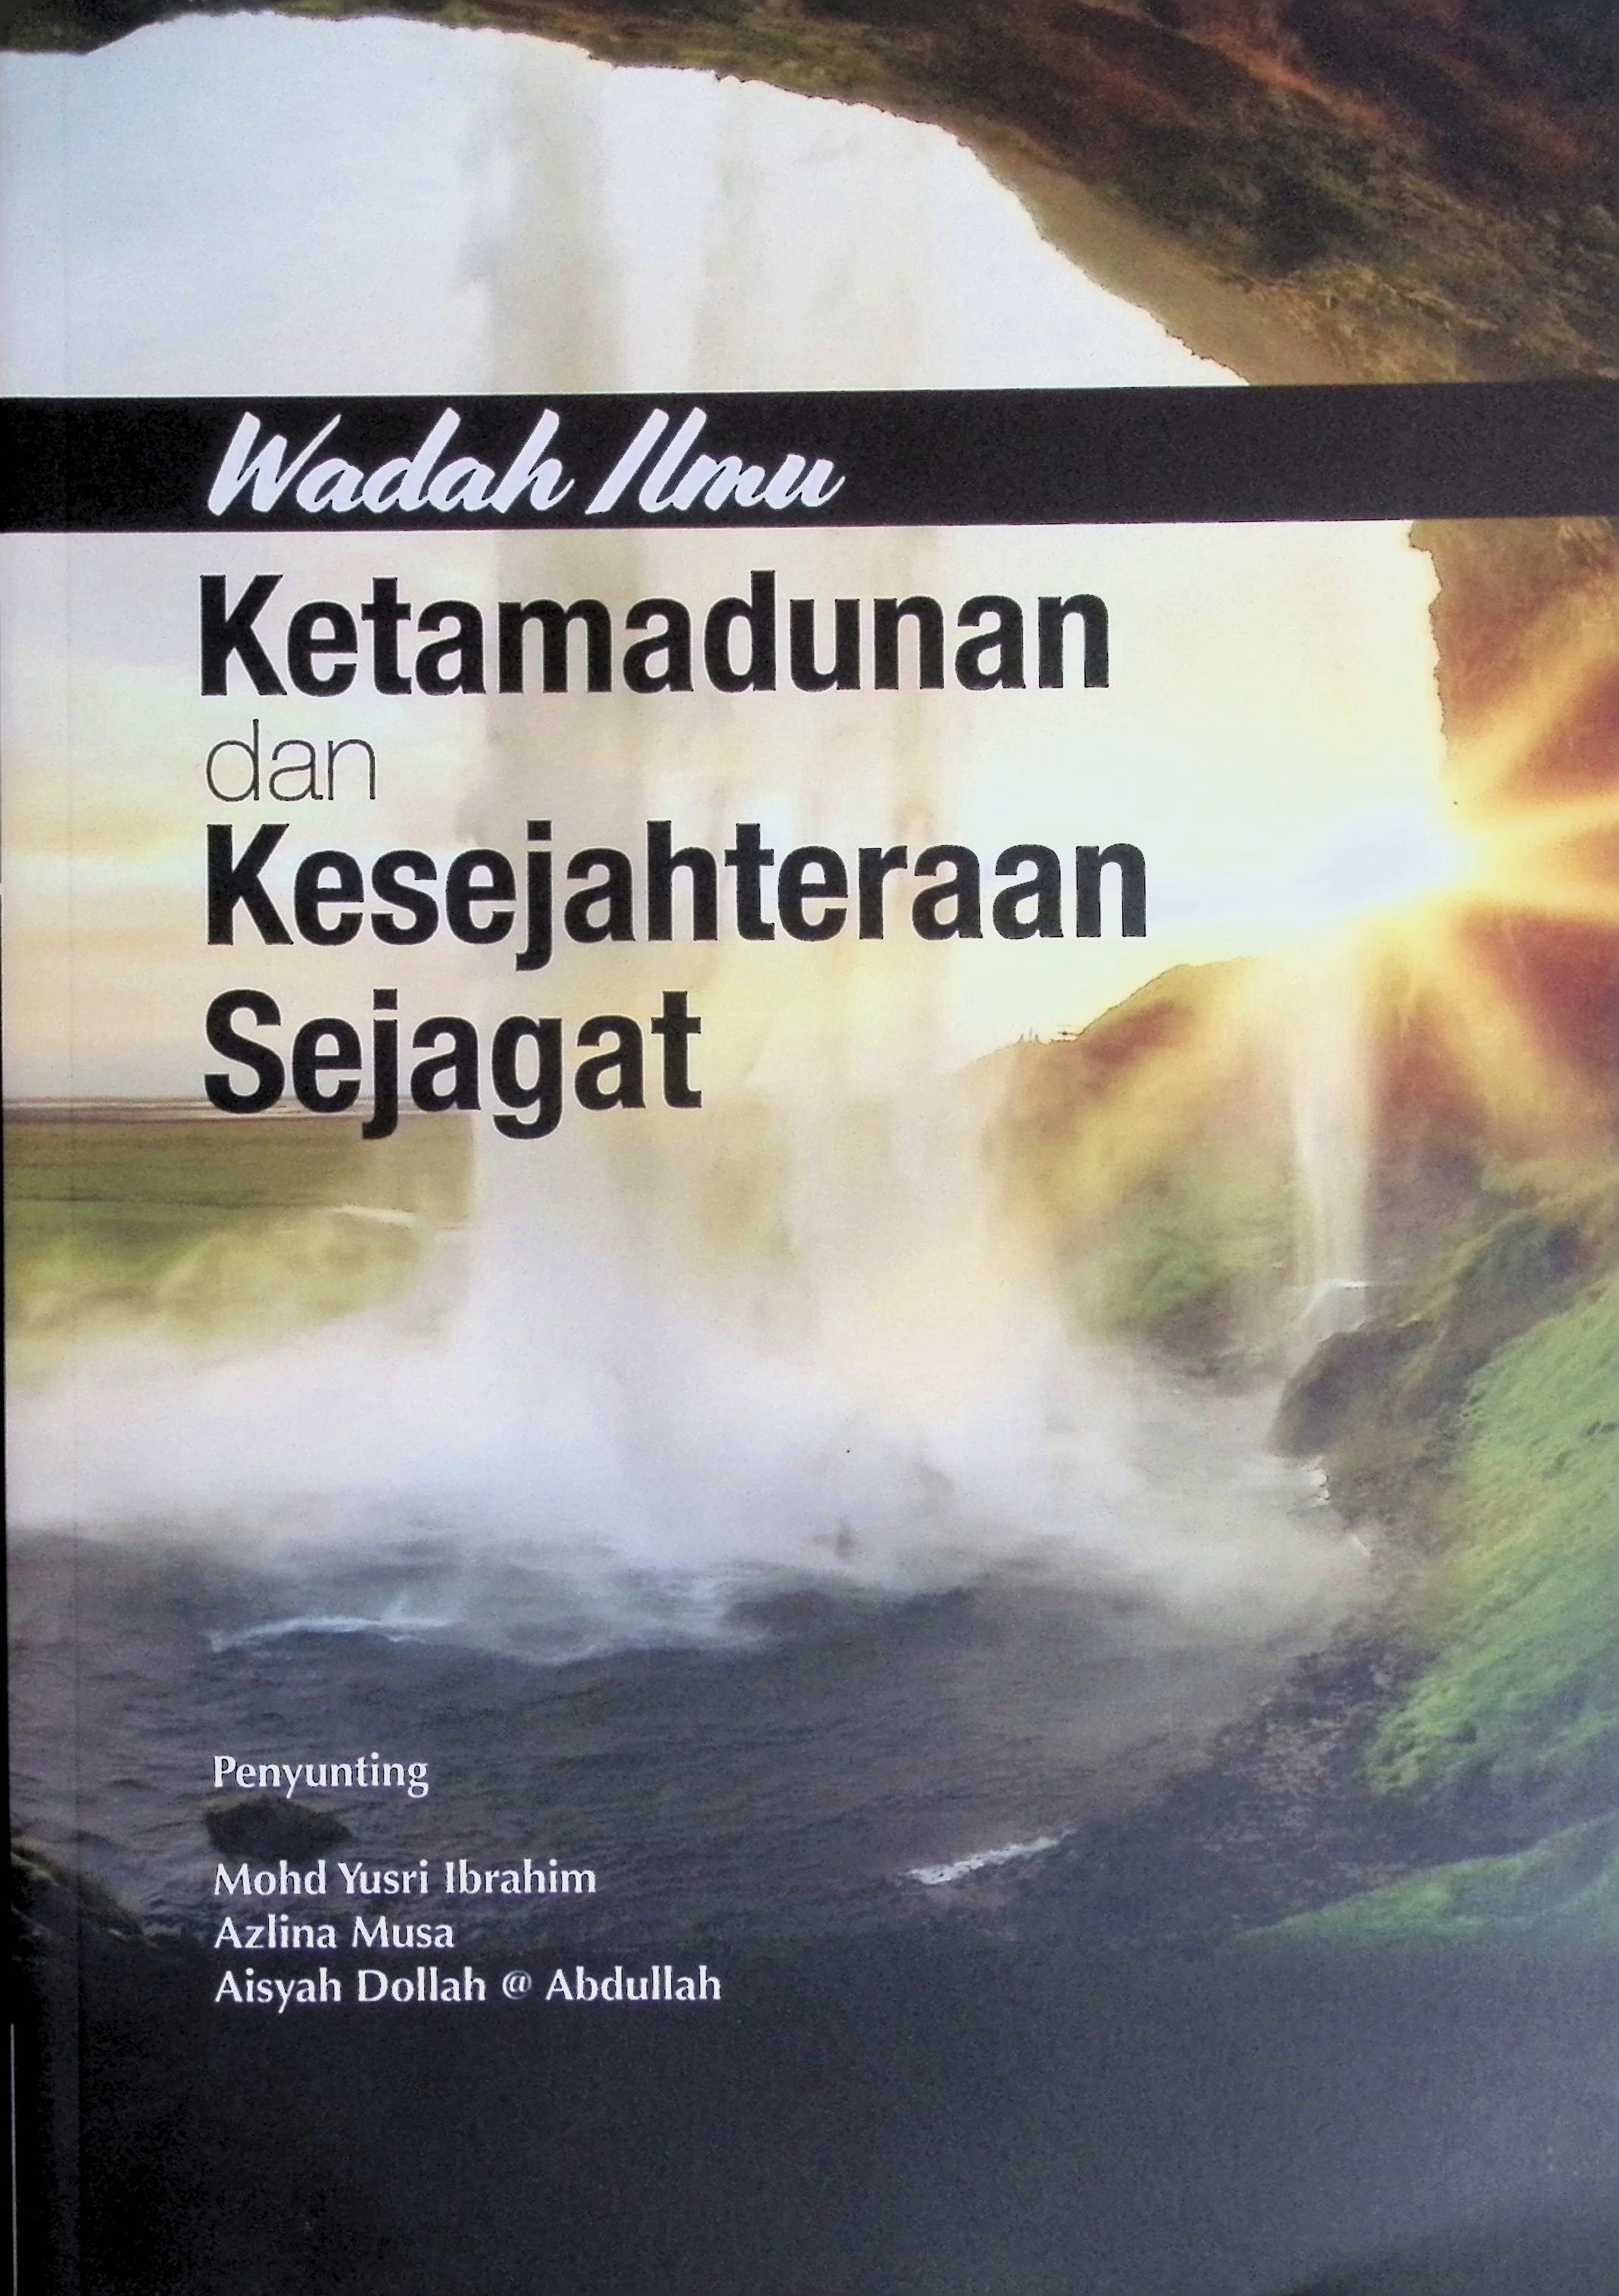 Wadah Ilmu
Ketamadunan
dan
Kesejahteraan
Sejagat
Penyunting
Mohd Yusri Ibrahim
Azlina Musa
Aisyah Dollah @ Abdullah